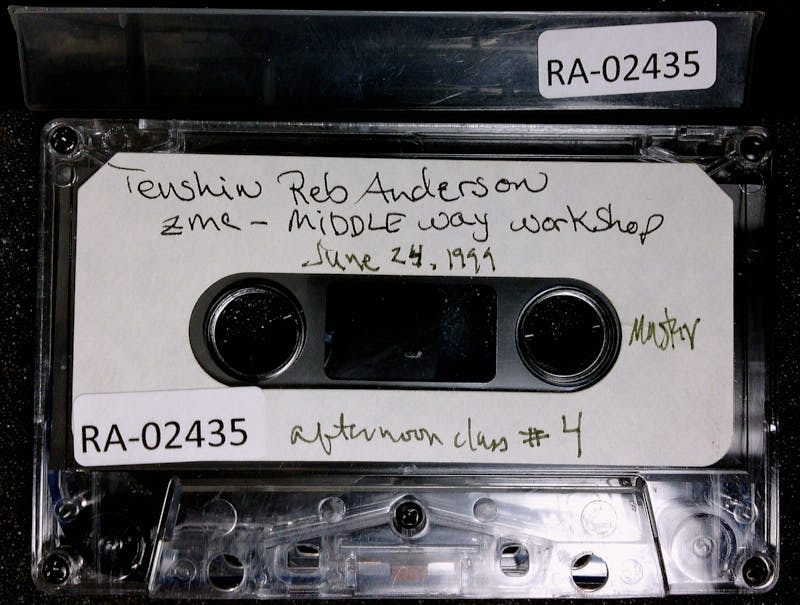 RA-02435
Tenshin Reb Anderson
ZMC - MIDDLE WAY WORKSHOP
June 24, 1999
Master
RA-02435
afternoon class # 4